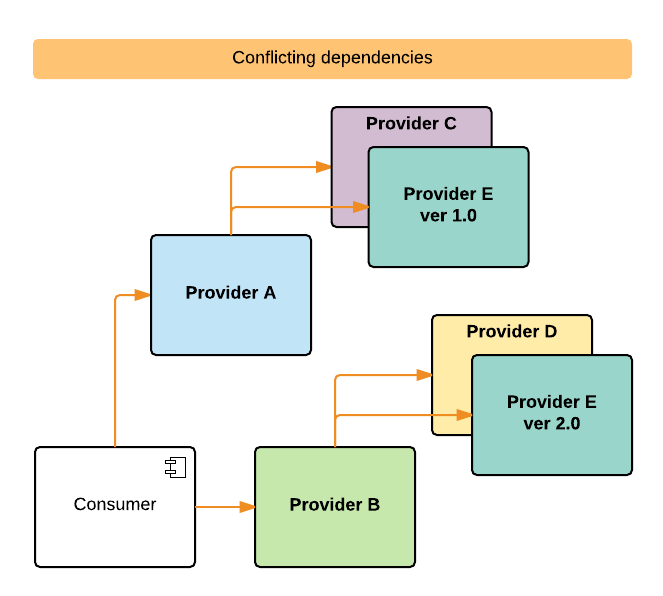 Conflicting dependencies
Provider C
Provider E
ver 1.0
Provider A
Provider D
Provider E
ver 2.0
Consumer
Provider B